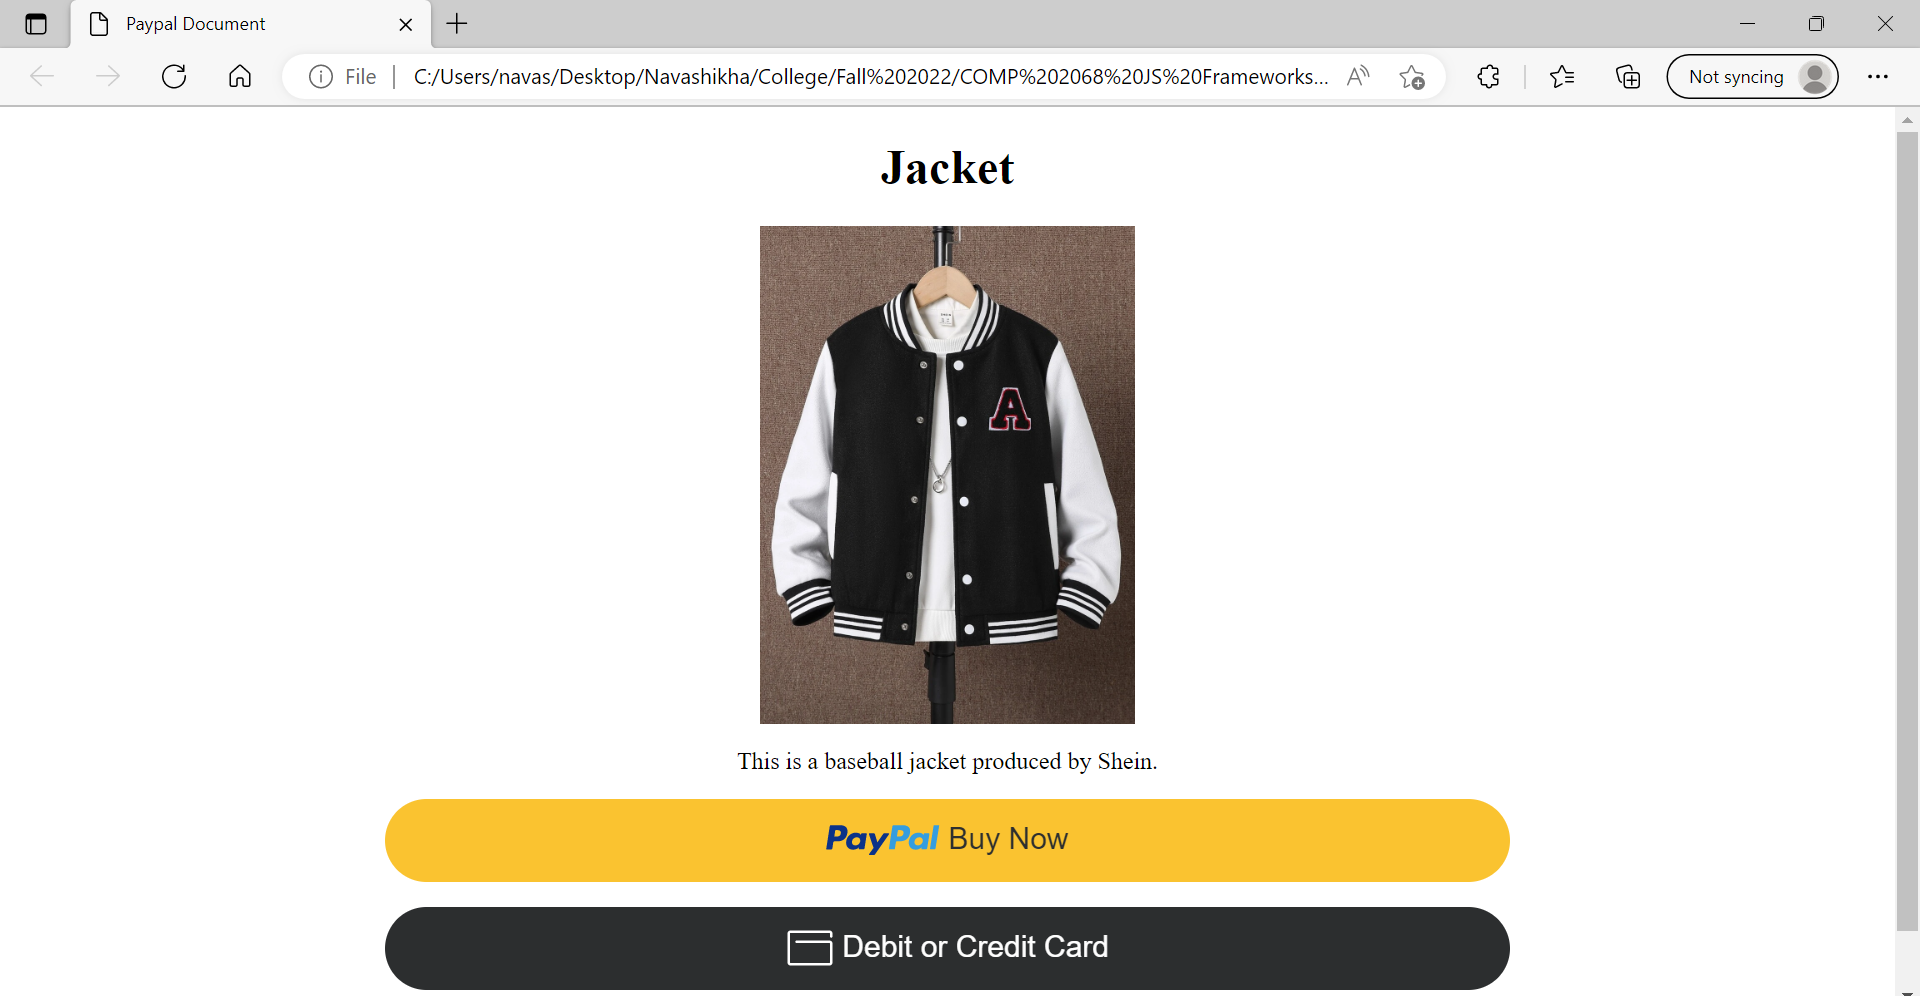 Paypal Document
File
C:/Users/navas/Desktop/Navashikha/College/Fall%202022/COMP%202068%20JS%20Frameworks...
Not syncing
Jacket
A
This is a baseball jacket produced by Shein.
PayPal Buy Now
Debit or Credit Card